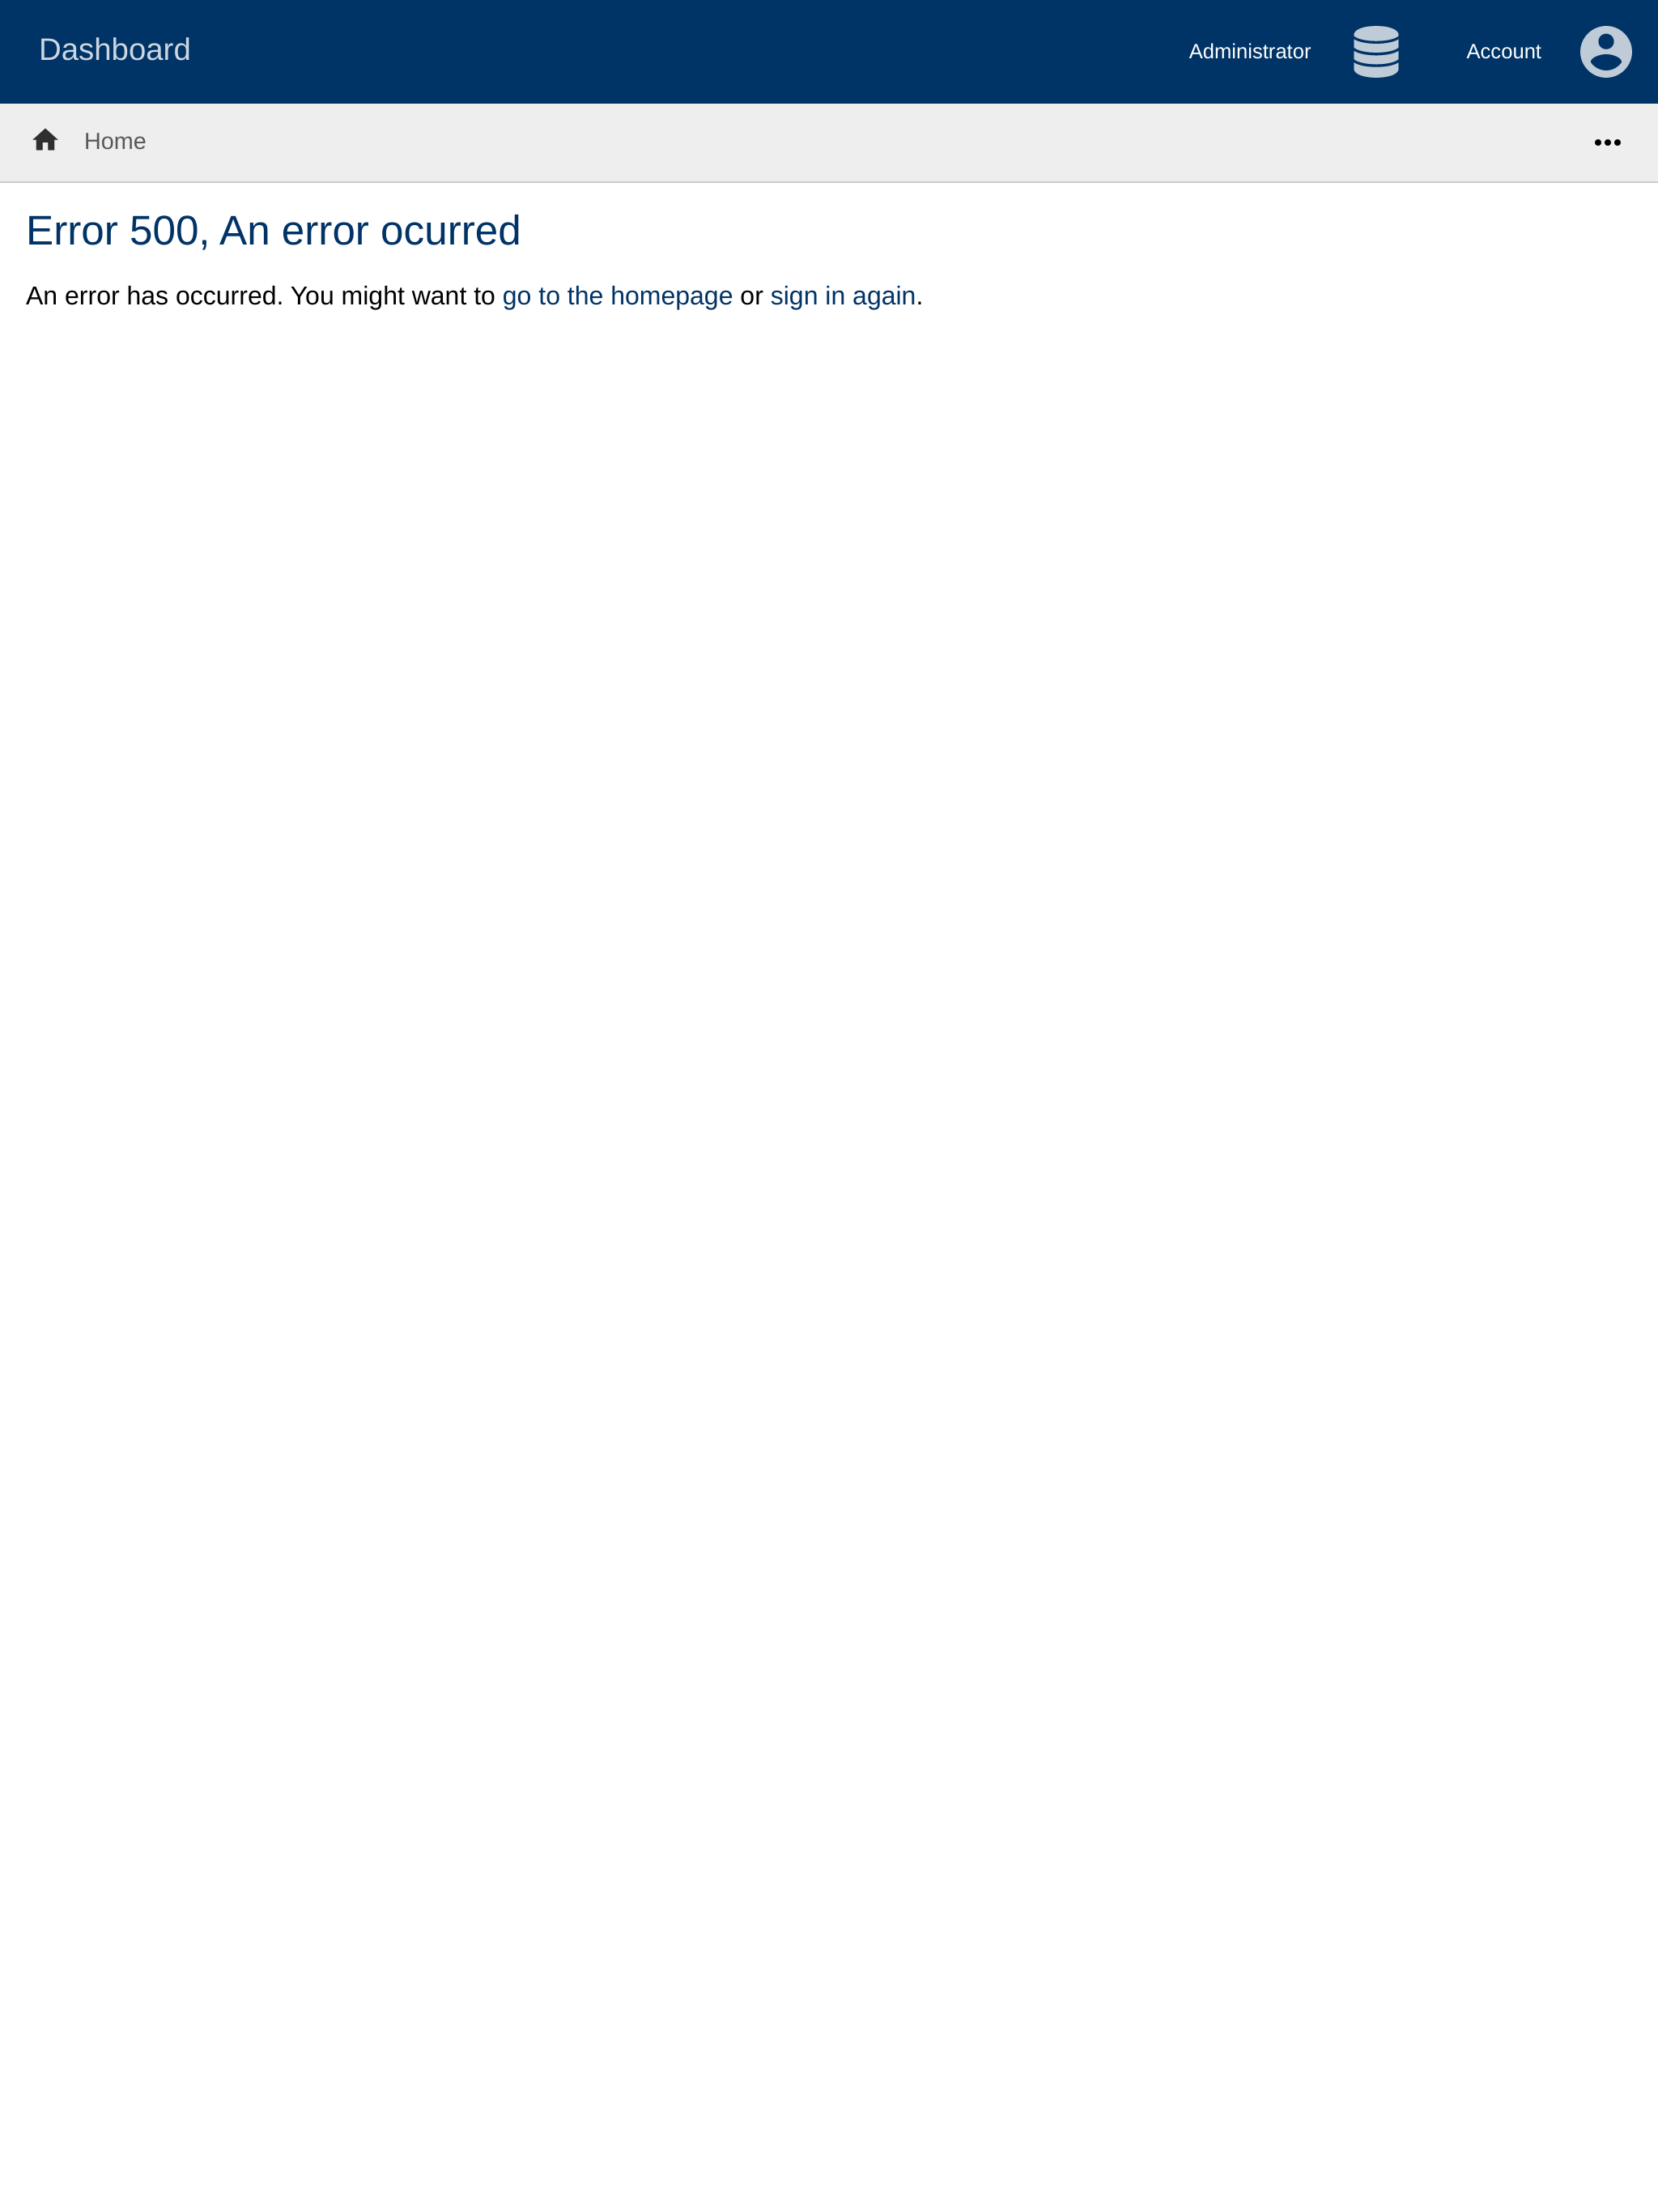 Dashboard
Administrator
Account
Home
Error 500, An error ocurred
An error has occurred. You might want to go to the homepage or sign in again.